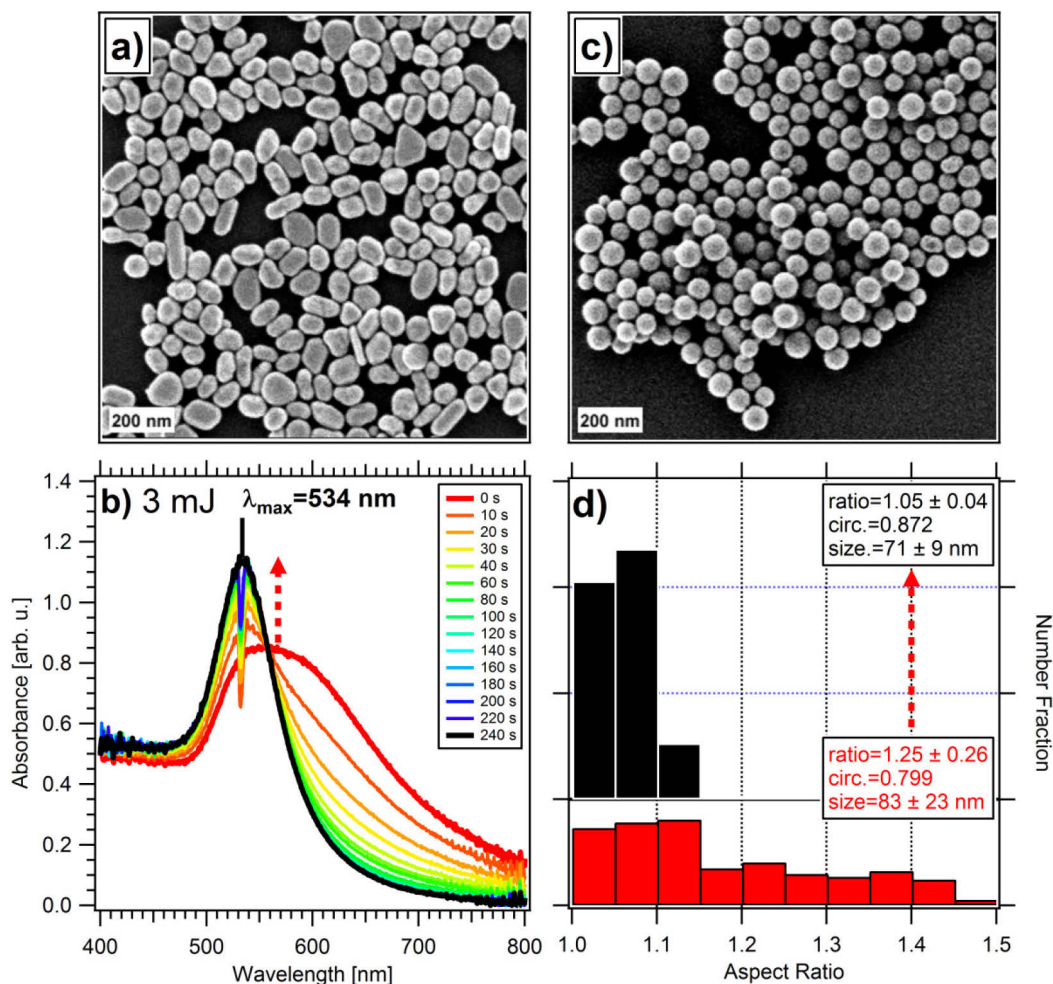 a)
200 nm
c)
200 nm
b) 3 mJ λmax=534 nm
Absorbance [arb. u.]
1.4
1.2
1.0
0.8
0.6
0.4
0.2
0.0
400
500
600
700
800
Wavelength [nm]
0 s
10 s
20 s
30 s
40 s
60 s
80 s
100 s
120 s
140 s
160 s
180 s
200 s
220 s
240 s
d)
ratio=1.05 ± 0.04
circ.=0.872
size.=71 ± 9 nm
ratio=1.25 ± 0.26
circ.=0.799
size=83 ± 23 nm
Number Fraction
1.0
1.1
1.2
1.3
1.4
1.5
Aspect Ratio